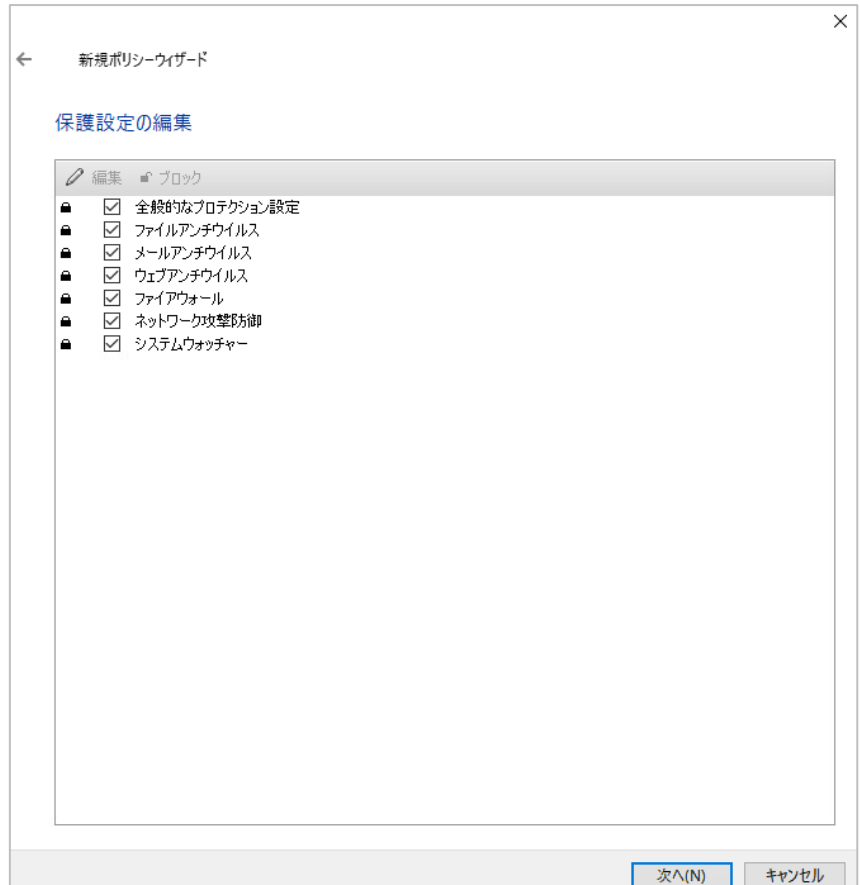 新規ポリシーウィザード
保護設定の編集
編集 ブロック
全般的なプロテクション設定
ファイルアンチウイルス
メールアンチウイルス
ウェブアンチウイルス
ファイアウォール
ネットワーク攻撃防御
システムウォッチャー
次へ(N) キャンセル